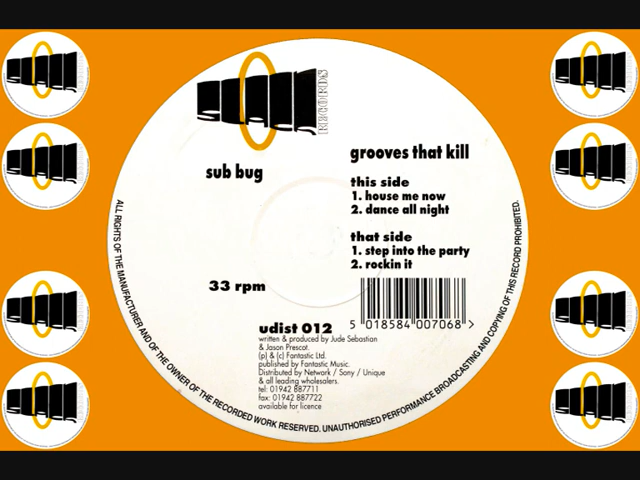 RECORDS
grooves that kill
sub bug
this side
1. house me now
2. dance all night
that side
1. step into the party
2. rockin it
33 rpm
5 018584 007068 >
udist 012
written & produced by Jude Sebastian
& Jason Prescot.
(p) & (c) Fantastic Ltd.
published by Fantastic Music.
Distributed by Network / Sony / Unique
& all leading wholesalers.
tel: 01942 887711
fax: 01942 887722
available for licence
ALL RIGHTS OF THE MANUFACTURER AND OF THE OWNER OF THE RECORDED WORK RESERVED. UNAUTHORISED PERFORMANCE BROADCASTING AND COPYING OF THIS RECORD PROHIBITED.